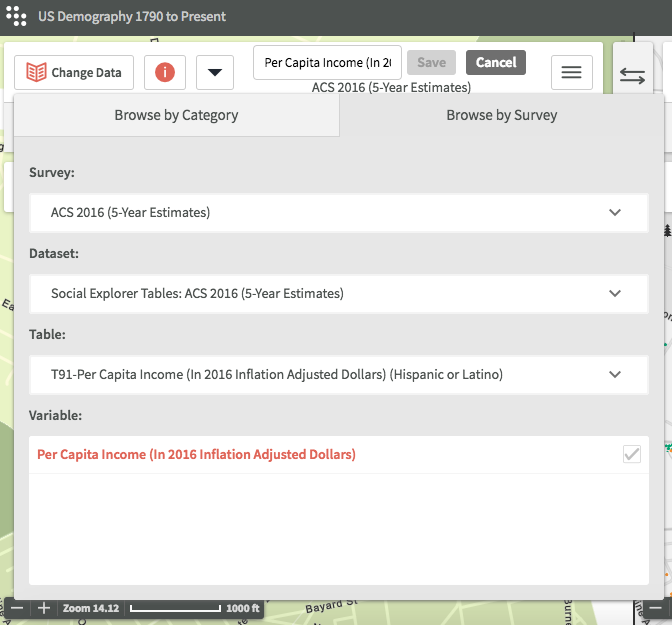 US Demography 1790 to Present
Change Data
Per Capita Income (In 2
Save
Cancel
ACS 2016 (5-Year Estimates)
Browse by Category
Browse by Survey
Survey:
ACS 2016 (5-Year Estimates)
Dataset:
Social Explorer Tables: ACS 2016 (5-Year Estimates)
Table:
T91-Per Capita Income (In 2016 Inflation Adjusted Dollars) (Hispanic or Latino)
Variable:
Per Capita Income (In 2016 Inflation Adjusted Dollars)
Zoom 14.12
1000 ft
Bayard St